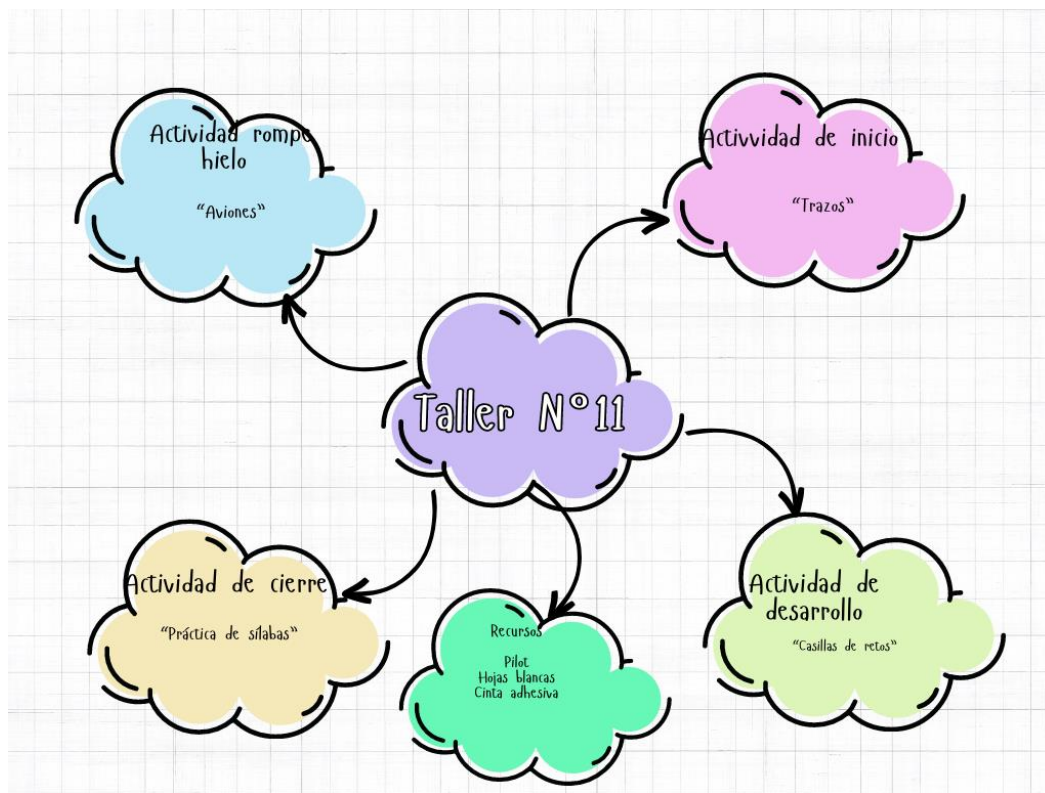 Actividad rompe
hielo
“Aviones”
Activvidad de inicio
“Trazos”
Taller N°11
Actividad de cierre
“Práctica de sílabas”
Recursos
Pilot
Hojas blancas
Cinta adhesiva
Actividad de
desarrollo
“Casillas de retos”